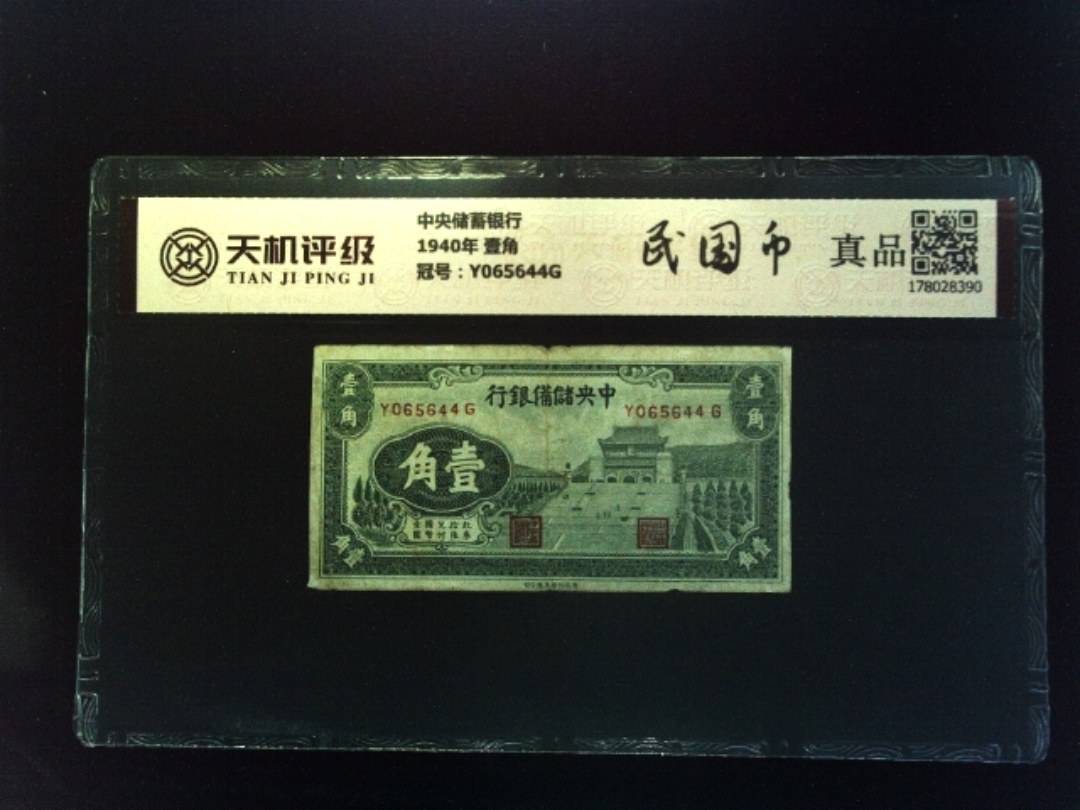 天机评级
TIAN JI PING JI
中央储蓄银行
1940年 壹角
冠号：Y065644G
民国币
真品
178028390
行銀備儲央中
壹角
壹角
Y065644G
Y065644G
角壹